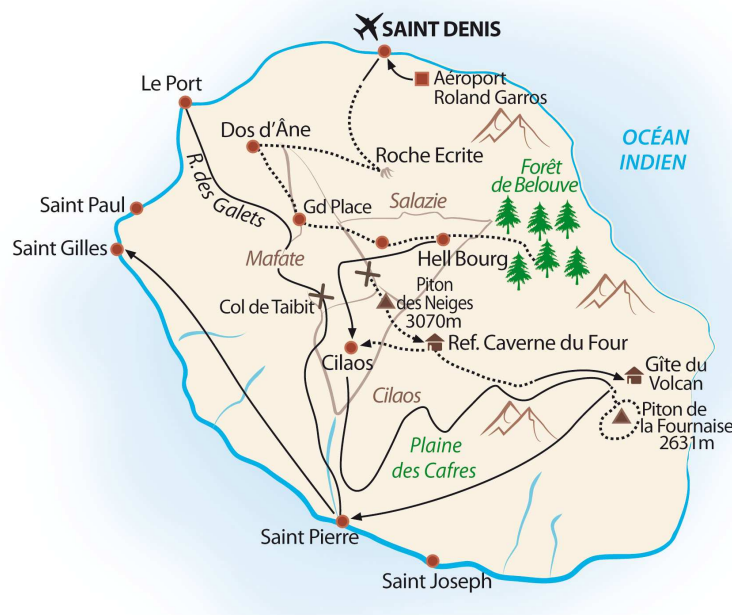 SAINT DENIS
Aéroport
Roland Garros
Le Port
Dos d'Âne
R. des Galets
Roche Ecrite
OCÉAN
INDIEN
Forêt
de Belouve
Saint Paul
Gd Place
Salazie
Saint Gilles
Mafate
Hell Bourg
Col de Taibit
Piton
des Neiges
3070m
Ref. Caverne du Four
Cilaos
Gîte du
Volcan
Cilaos
Piton de
la Fournaise
2631m
Plaine
des Cafres
Saint Pierre
Saint Joseph